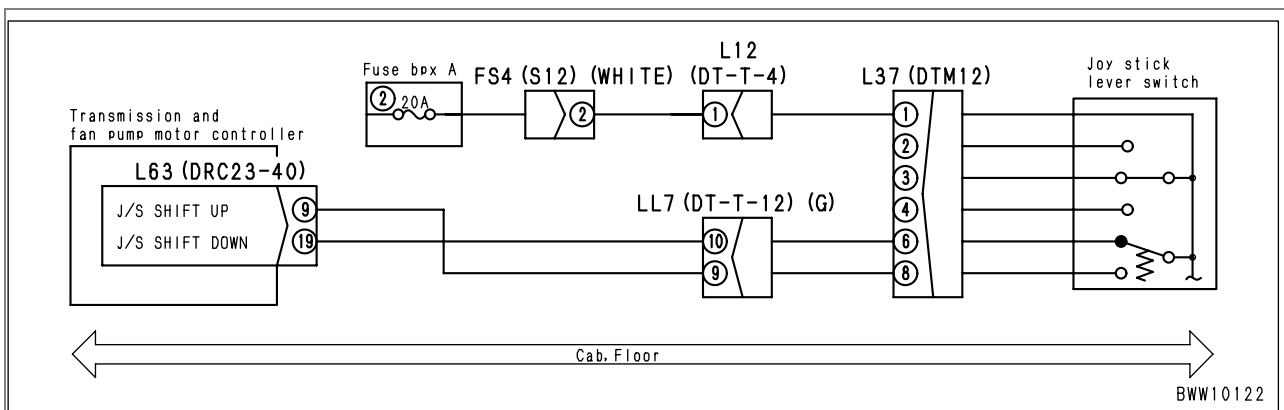 L12
Fuse bpx A
FS4 (S12) (WHITE) (DT-T-4)
L37 (DTM12)
Joy stick
lever switch
2
20A
2
1
1
Transmission and
fan pump motor controller
2
L63 (DRC23-40)
3
J/S SHIFT UP
9
LL7 (DT-T-12) (G)
4
J/S SHIFT DOWN
19
10
6
9
8
Cab, Floor
BWW10122